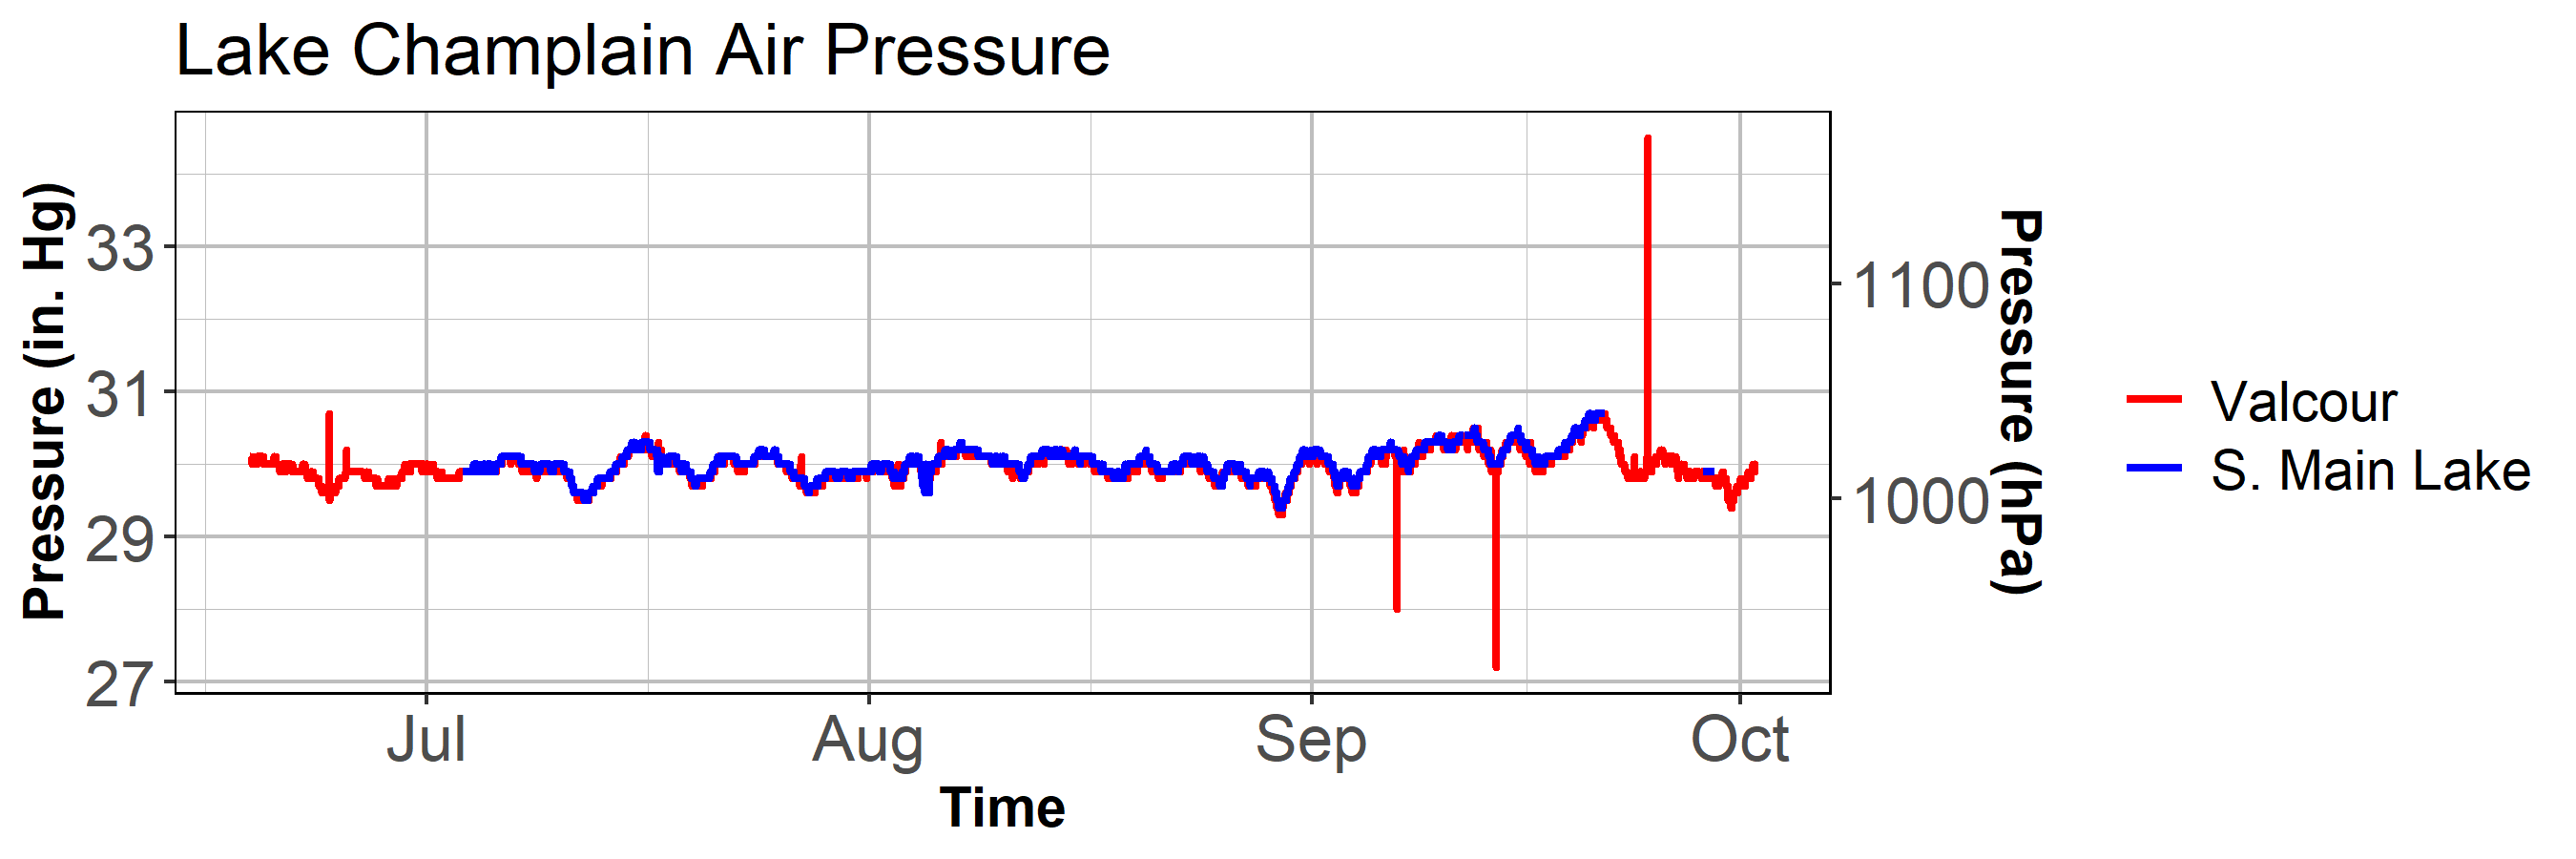 Lake Champlain Air Pressure
Pressure (in. Hg)
33
31
29
27
Jul Aug Sep Oct
Time
1100
1000
Pressure (hPa)
Valcour
S. Main Lake